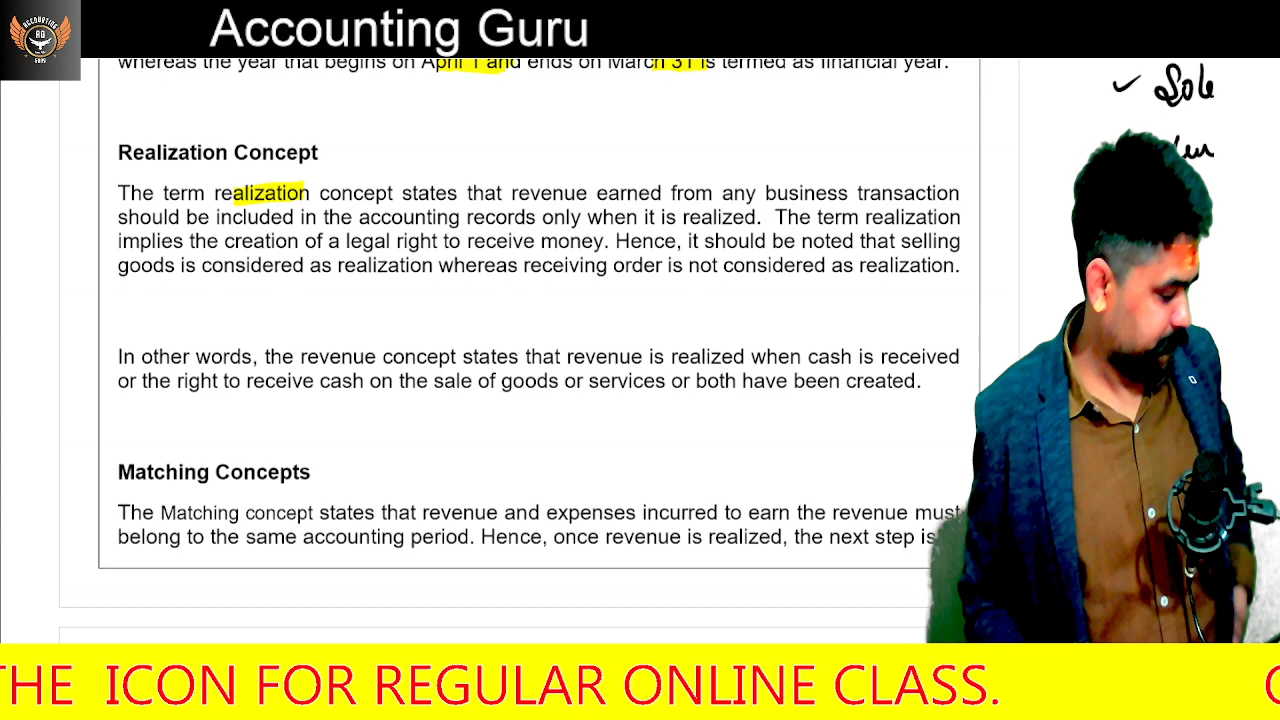 Accounting Guru
whereas the year that begins on April 1 and ends on March 31 is termed as financial year.
Sole
Realization Concept
The term realization concept states that revenue earned from any business transaction
should be included in the accounting records only when it is realized. The term realization
implies the creation of a legal right to receive money. Hence, it should be noted that selling
goods is considered as realization whereas receiving order is not considered as realization.
In other words, the revenue concept states that revenue is realized when cash is received
or the right to receive cash on the sale of goods or services or both have been created.
Matching Concepts
The Matching concept states that revenue and expenses incurred to earn the revenue must
belong to the same accounting period. Hence, once revenue is realized, the next step is
THE ICON FOR REGULAR ONLINE CLASS.